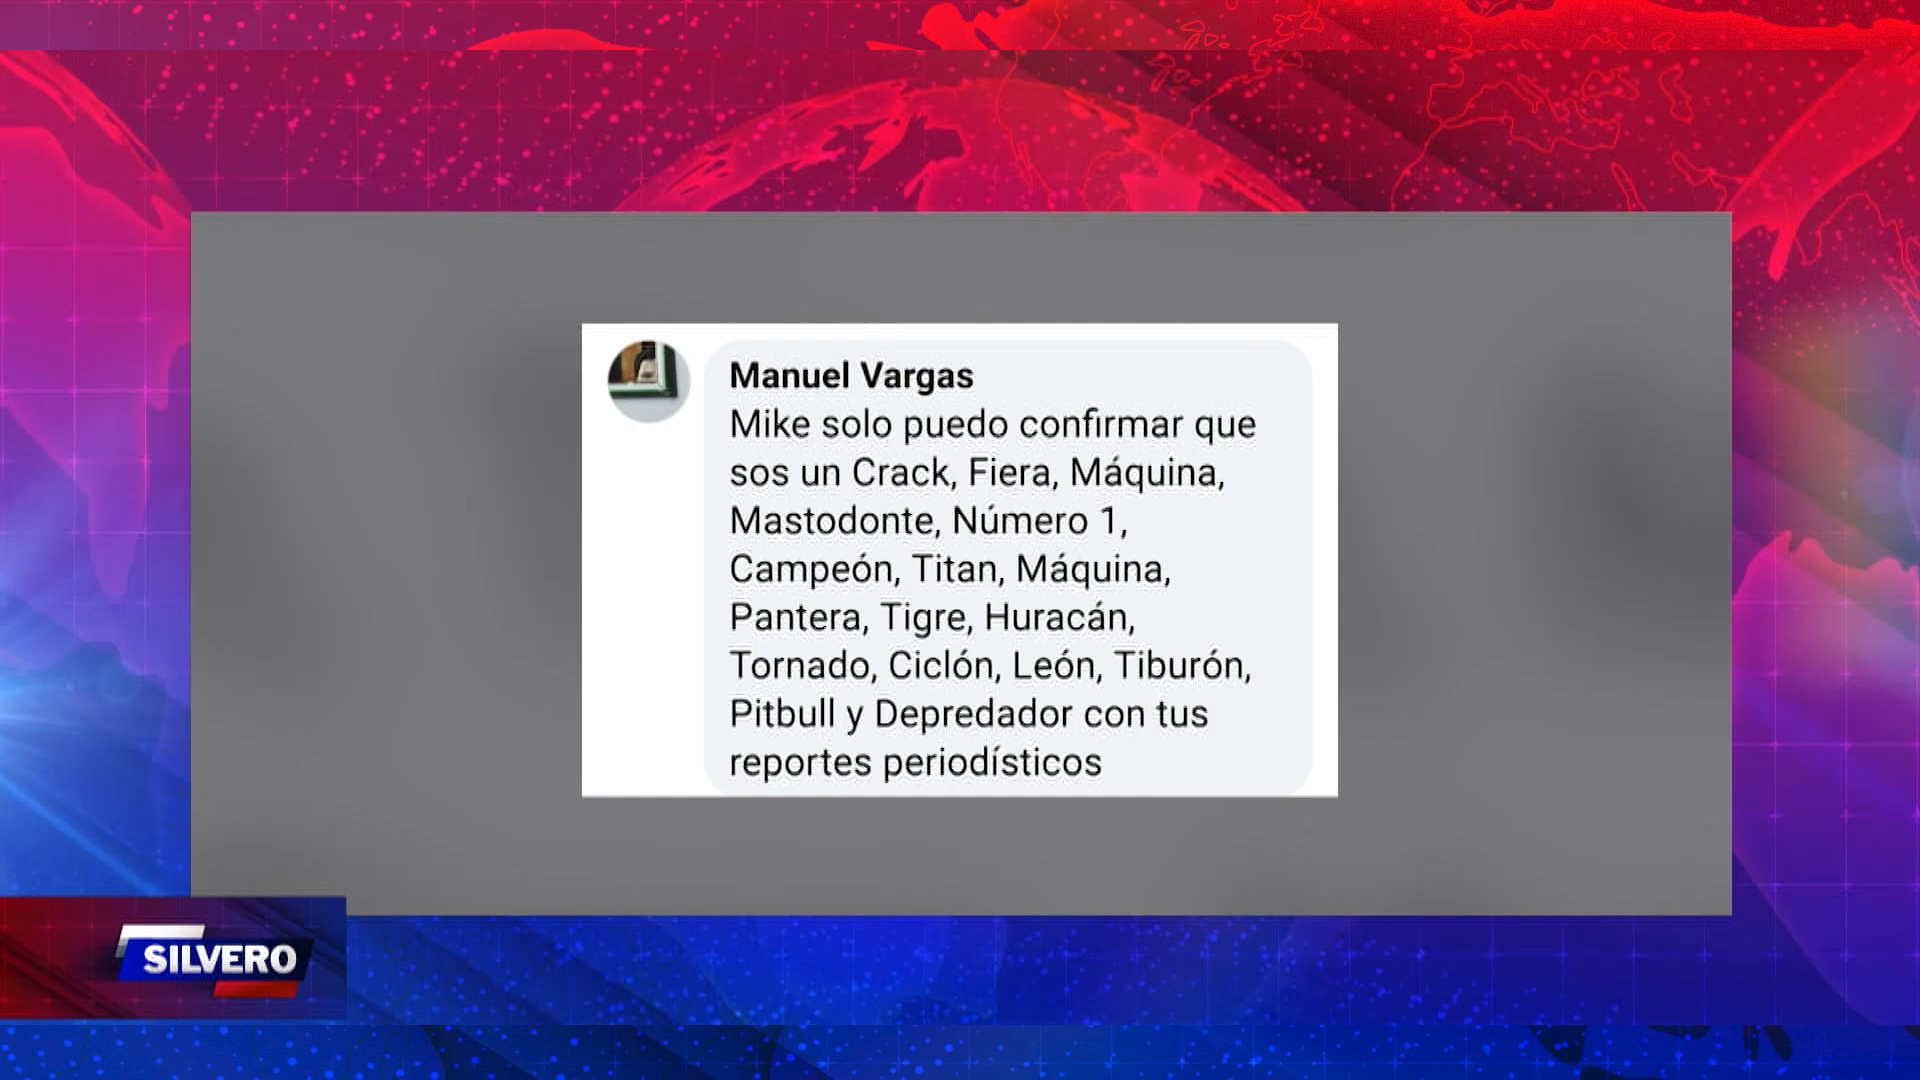 Manuel Vargas
Mike solo puedo confirmar que
sos un Crack, Fiera, Máquina,
Mastodonte, Número 1,
Campeón, Titan, Máquina,
Pantera, Tigre, Huracán,
Tornado, Ciclón, León, Tiburón,
Pitbull y Depredador con tus
reportes periodísticos
SILVERO